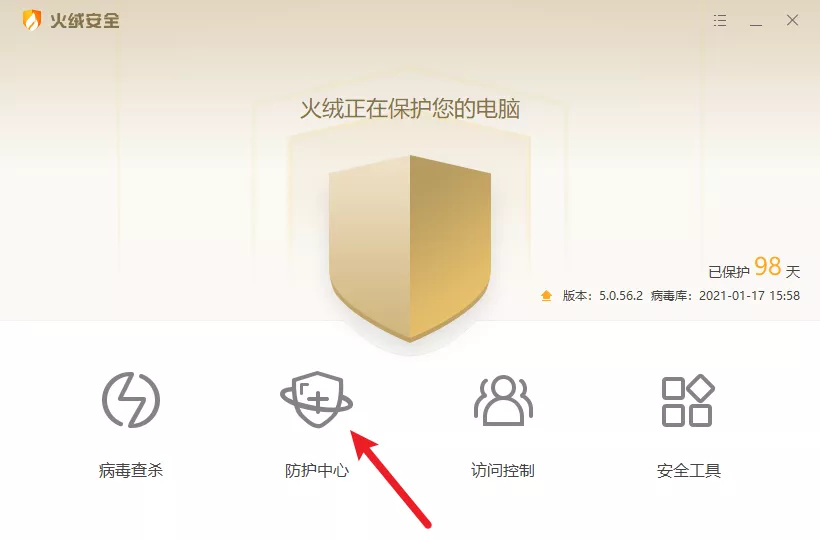 火绒安全
火绒正在保护您的电脑
已保护 98 天
版本：5.0.56.2 病毒库：2021-01-17 15:58
病毒查杀
防护中心
访问控制
安全工具